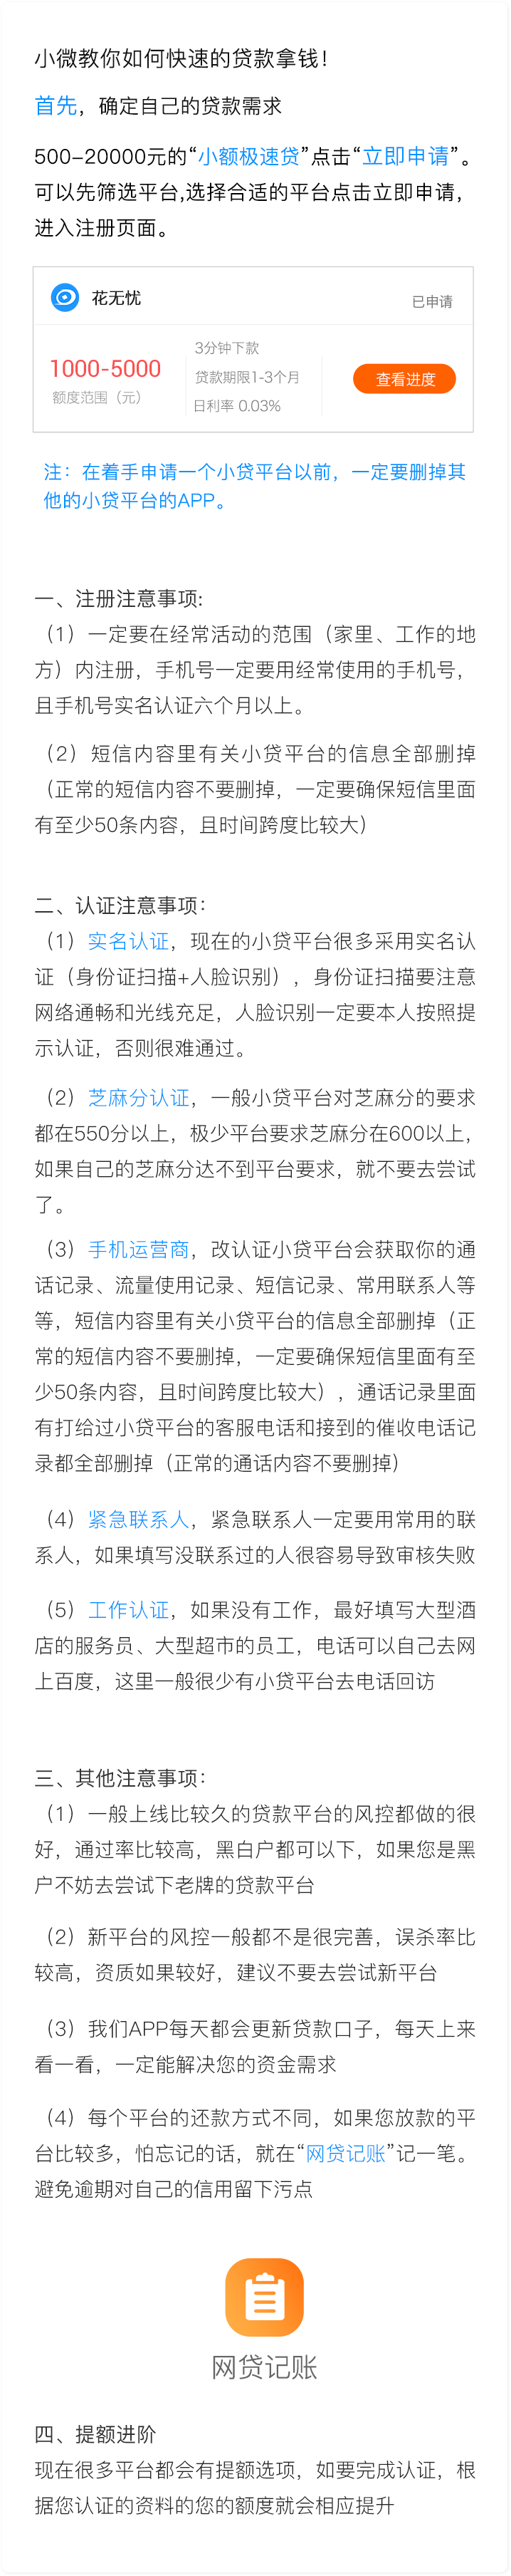 小微教你如何快速的贷款拿钱！
首先，确定自己的贷款需求
500-20000元的“小额极速贷”点击“立即申请”。
可以先筛选平台,选择合适的平台点击立即申请，
进入注册页面。
花无忧
已申请
1000-5000
额度范围（元）
3分钟下款
贷款期限1-3个月
日利率 0.03%
查看进度
注：在着手申请一个小贷平台以前，一定要删掉其
他的小贷平台的APP。
一、注册注意事项:
（1）一定要在经常活动的范围（家里、工作的地
方）内注册，手机号一定要用经常使用的手机号，
且手机号实名认证六个月以上。
（2）短信内容里有关小贷平台的信息全部删掉
（正常的短信内容不要删掉，一定要确保短信里面
有至少50条内容，且时间跨度比较大）
二、认证注意事项：
（1）实名认证，现在的小贷平台很多采用实名认
证（身份证扫描+人脸识别），身份证扫描要注意
网络通畅和光线充足，人脸识别一定要本人按照提
示认证，否则很难通过。
（2）芝麻分认证，一般小贷平台对芝麻分的要求
都在550分以上，极少平台要求芝麻分在600以上，
如果自己的芝麻分达不到平台要求，就不要去尝试
了。
（3）手机运营商，改认证小贷平台会获取你的通
话记录、流量使用记录、短信记录、常用联系人等
等，短信内容里有关小贷平台的信息全部删掉（正
常的短信内容不要删掉，一定要确保短信里面有至
少50条内容，且时间跨度比较大），通话记录里面
有打给过小贷平台的客服电话和接到的催收电话记
录都全部删掉（正常的通话内容不要删掉）
（4）紧急联系人，紧急联系人一定要用常用的联
系人，如果填写没联系过的人很容易导致审核失败
（5）工作认证，如果没有工作，最好填写大型酒
店的服务员、大型超市的员工，电话可以自己去网
上百度，这里一般很少有小贷平台去电话回访
三、其他注意事项：
（1）一般上线比较久的贷款平台的风控都做的很
好，通过率比较高，黑白户都可以下，如果您是黑
户不妨去尝试下老牌的贷款平台
（2）新平台的风控一般都不是很完善，误杀率比
较高，资质如果较好，建议不要去尝试新平台
（3）我们APP每天都会更新贷款口子，每天上来
看一看，一定能解决您的资金需求
（4）每个平台的还款方式不同，如果您放款的平
台比较多，怕忘记的话，就在“网贷记账”记一笔。
避免逾期对自己的信用留下污点
网贷记账
四、提额进阶
现在很多平台都会有提额选项，如要完成认证，根
据您认证的资料的您的额度就会相应提升